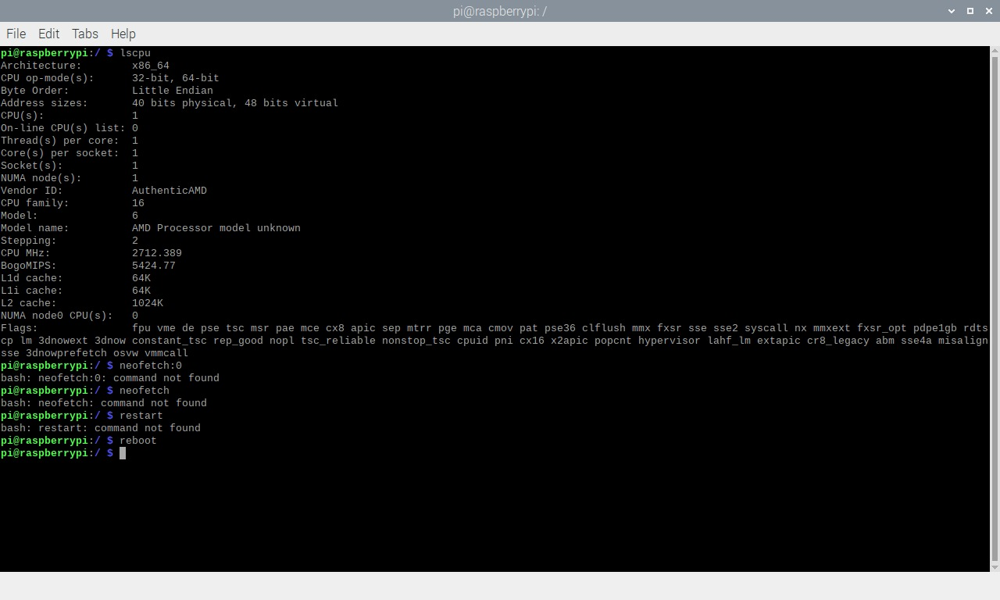 pi@raspberrypi: /
File Edit Tabs Help
pi@raspberrypi:/ $ lscpu
Architecture:        x86_64
CPU op-mode(s):      32-bit, 64-bit
Byte Order:          Little Endian
Address sizes:       40 bits physical, 48 bits virtual
CPU(s):              1
On-line CPU(s) list: 0
Thread(s) per core:  1
Core(s) per socket:  1
Socket(s):           1
NUMA node(s):        1
Vendor ID:           AuthenticAMD
CPU family:          16
Model:               6
Model name:          AMD Processor model unknown
Stepping:            2
CPU MHz:             2712.389
BogoMIPS:            5424.77
L1d cache:           64K
L1i cache:           64K
L2 cache:            1024K
NUMA node0 CPU(s):   0
Flags:               fpu vme de pse tsc msr pae mce cx8 apic sep mtrr pge mca cmov pat pse36 clflush mmx fxsr sse sse2 syscall nx mmxext fxsr_opt pdpe1gb rdts
cp lm 3dnowext 3dnow constant_tsc rep_good nopl tsc_reliable nonstop_tsc cpuid pni cx16 x2apic popcnt hypervisor lahf_lm extapic cr8_legacy abm sse4a misalign
sse 3dnowprefetch osvw vmmcall
pi@raspberrypi:/ $ neofetch:0
bash: neofetch:0: command not found
pi@raspberrypi:/ $ neofetch
bash: neofetch: command not found
pi@raspberrypi:/ $ restart
bash: restart: command not found
pi@raspberrypi:/ $ reboot
pi@raspberrypi:/ $